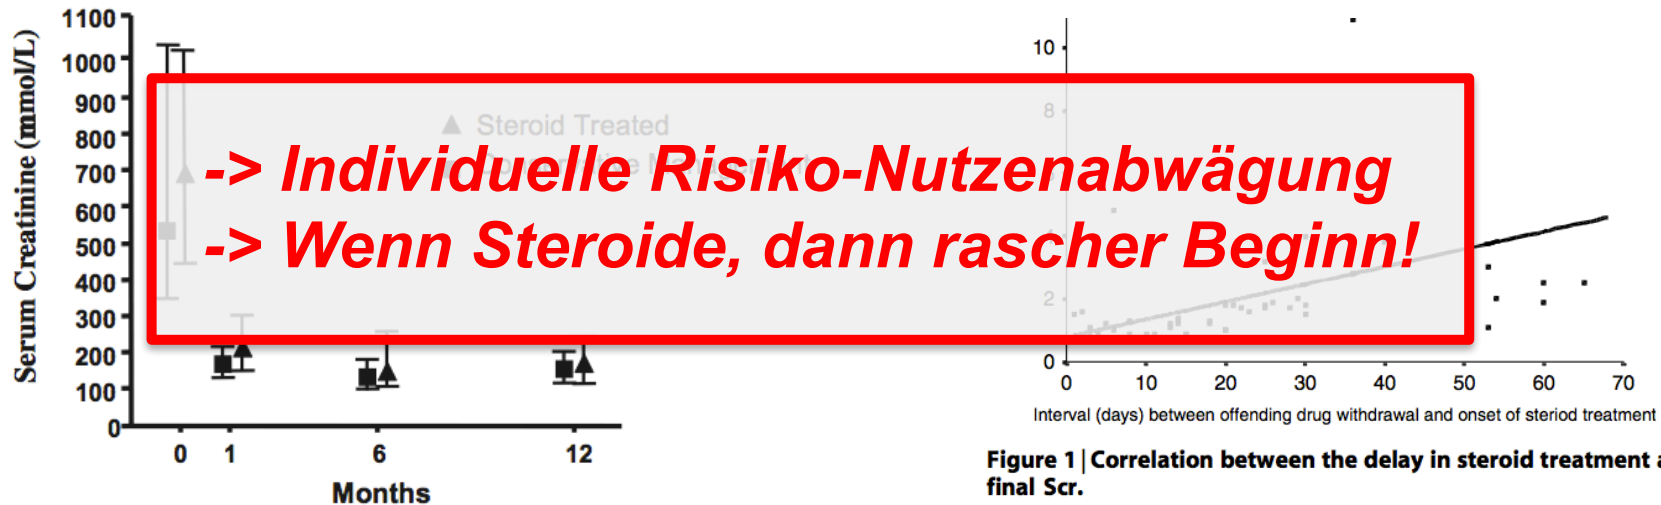 Serum Creatinine (mmol/L)
1100
1000
900
800
700
600
500
400
300
200
100
0
0 1 6 12
Months
Steroid Treated
-> Individuelle Risiko-Nutzenabwägung
-> Wenn Steroide, dann rascher Beginn!
10
8
2
0
0 10 20 30 40 50 60 70
Interval (days) between offending drug withdrawal and onset of steriod treatment
Figure 1 | Correlation between the delay in steroid treatment a
final Scr.